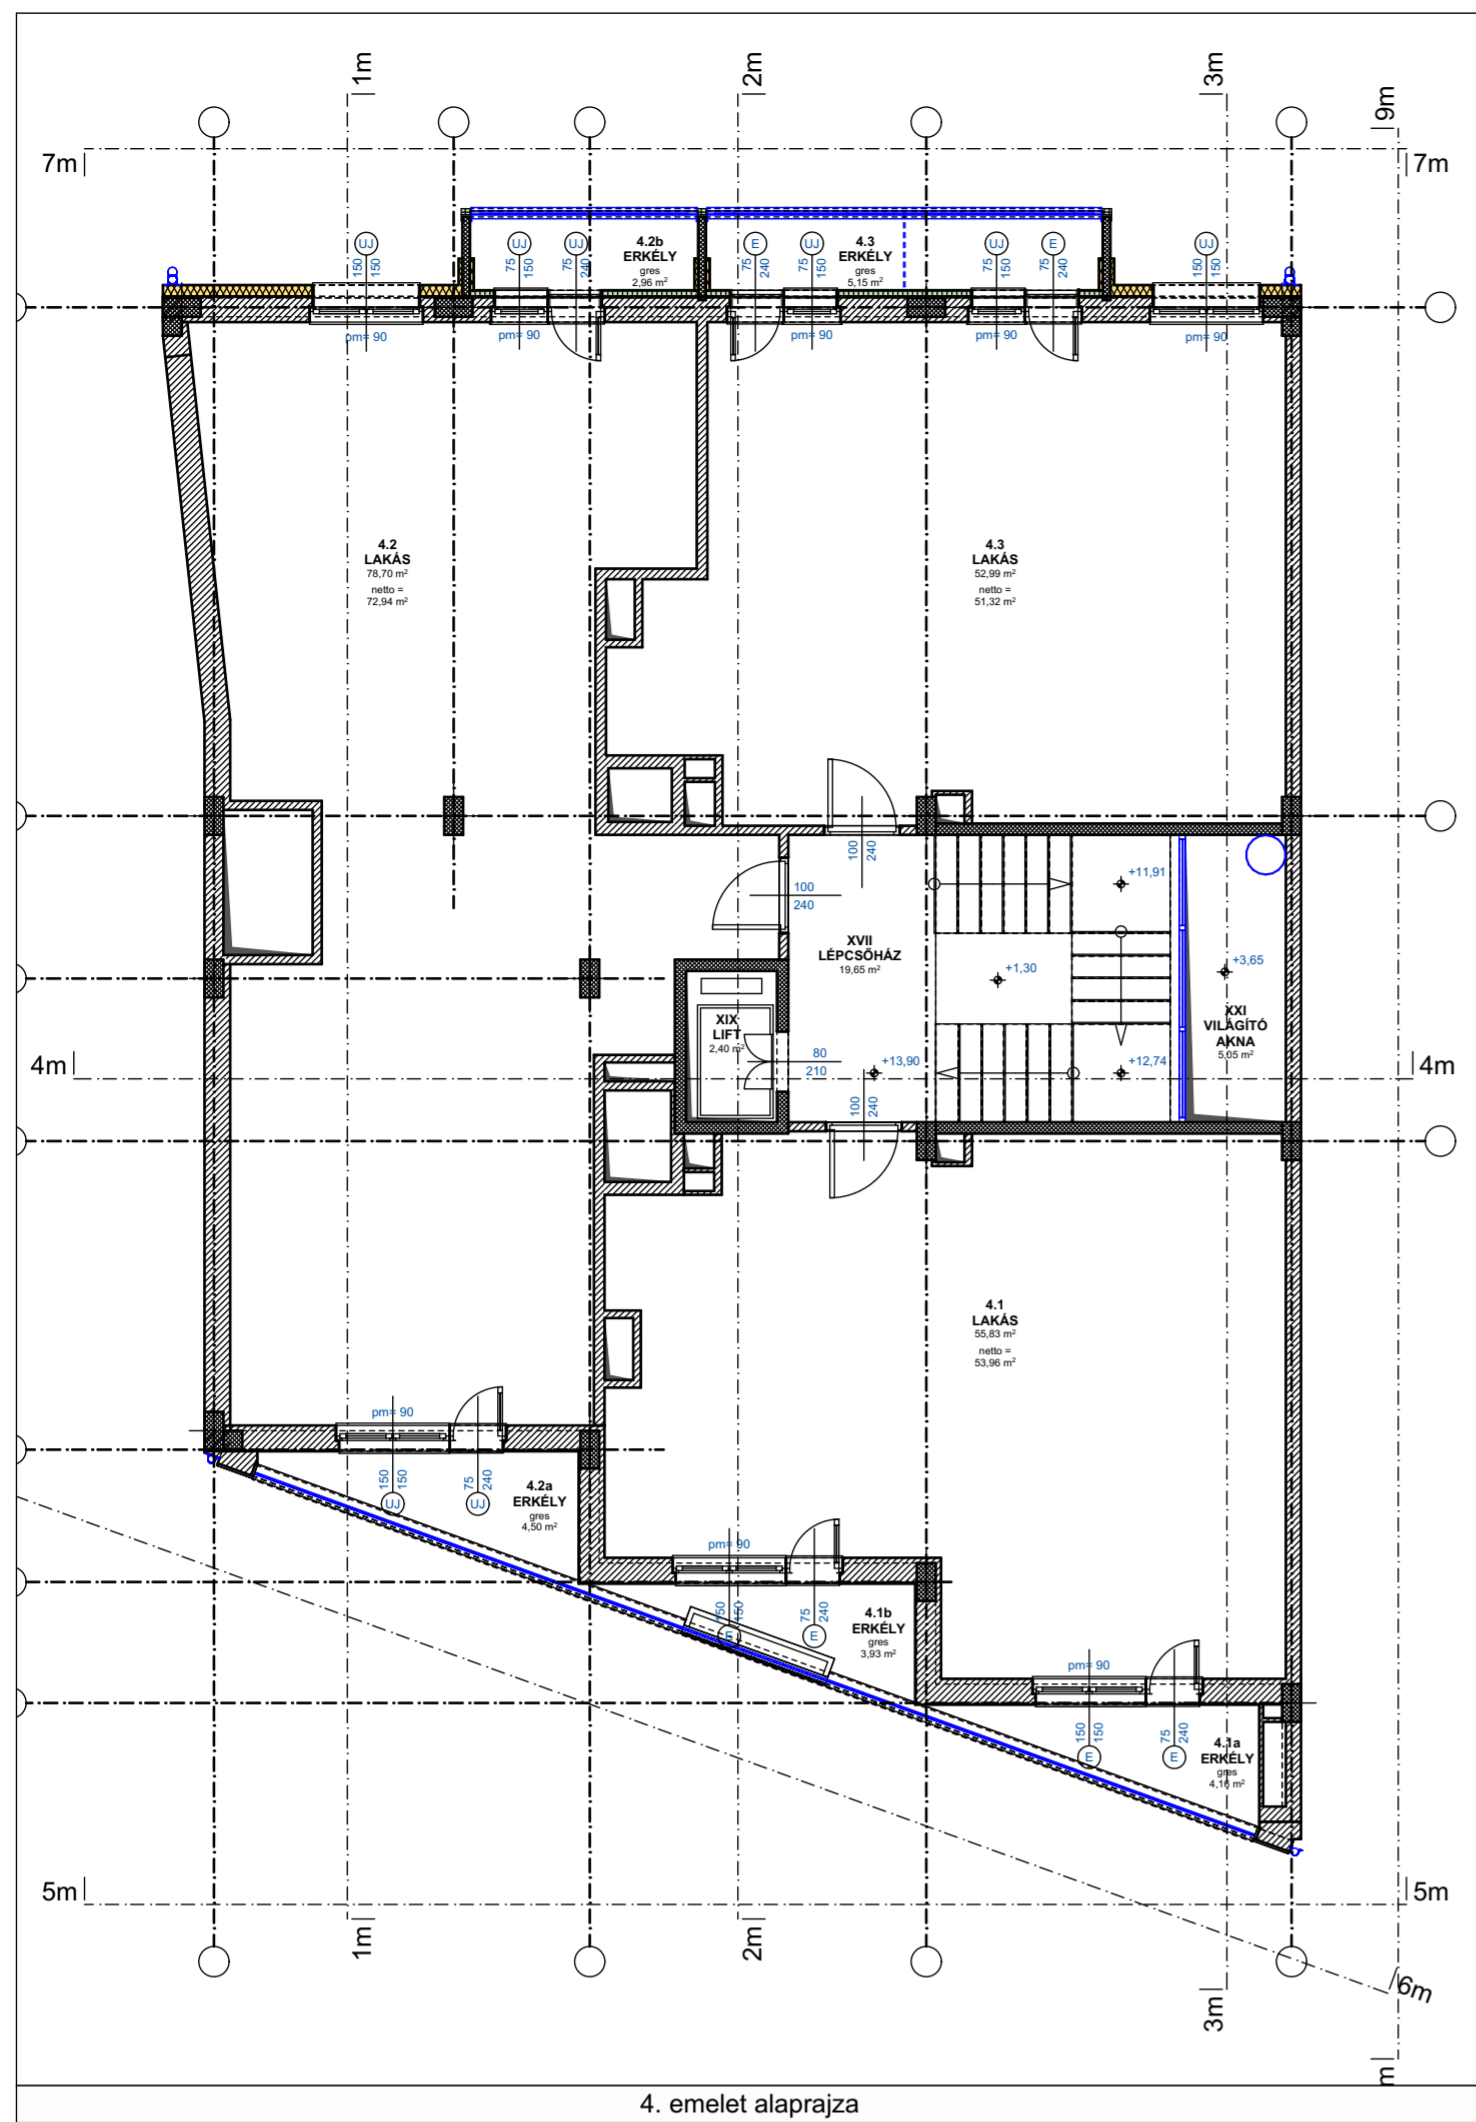 1m
2m
3m
9m
7m
7m
UJ
150
150
pm= 90
UJ
75
150
pm= 90
UJ
75
240
4.2b
ERKÉLY
gres
2,96 m²
E
75
240
UJ
75
150
pm= 90
4.3
ERKÉLY
gres
5,15 m²
UJ
75
150
pm= 90
E
75
240
UJ
150
150
pm= 90
4.2
LAKÁS
78,70 m²
netto =
72,94 m²
4.3
LAKÁS
52,99 m²
netto =
51,32 m²
100
240
100
240
+11,91
XVII
LÉPCSŐHÁZ
19,65 m²
+1,30
+3,65
XIX
LIFT
2,40 m²
XXI
VILÁGÍTÓ
AKNA
5,05 m²
80
210
+13,90
+12,74
4m
4m
100
240
4.1
LAKÁS
55,83 m²
netto =
53,96 m²
pm= 90
150
150
UJ
75
240
UJ
4.2a
ERKÉLY
gres
4,50 m²
pm= 90
150
150
E
75
240
E
4.1b
ERKÉLY
gres
3,93 m²
pm= 90
150
150
E
75
240
E
4.1a
ERKÉLY
gres
4,16 m²
5m
5m
1m
2m
3m
6m
m
4. emelet alaprajza